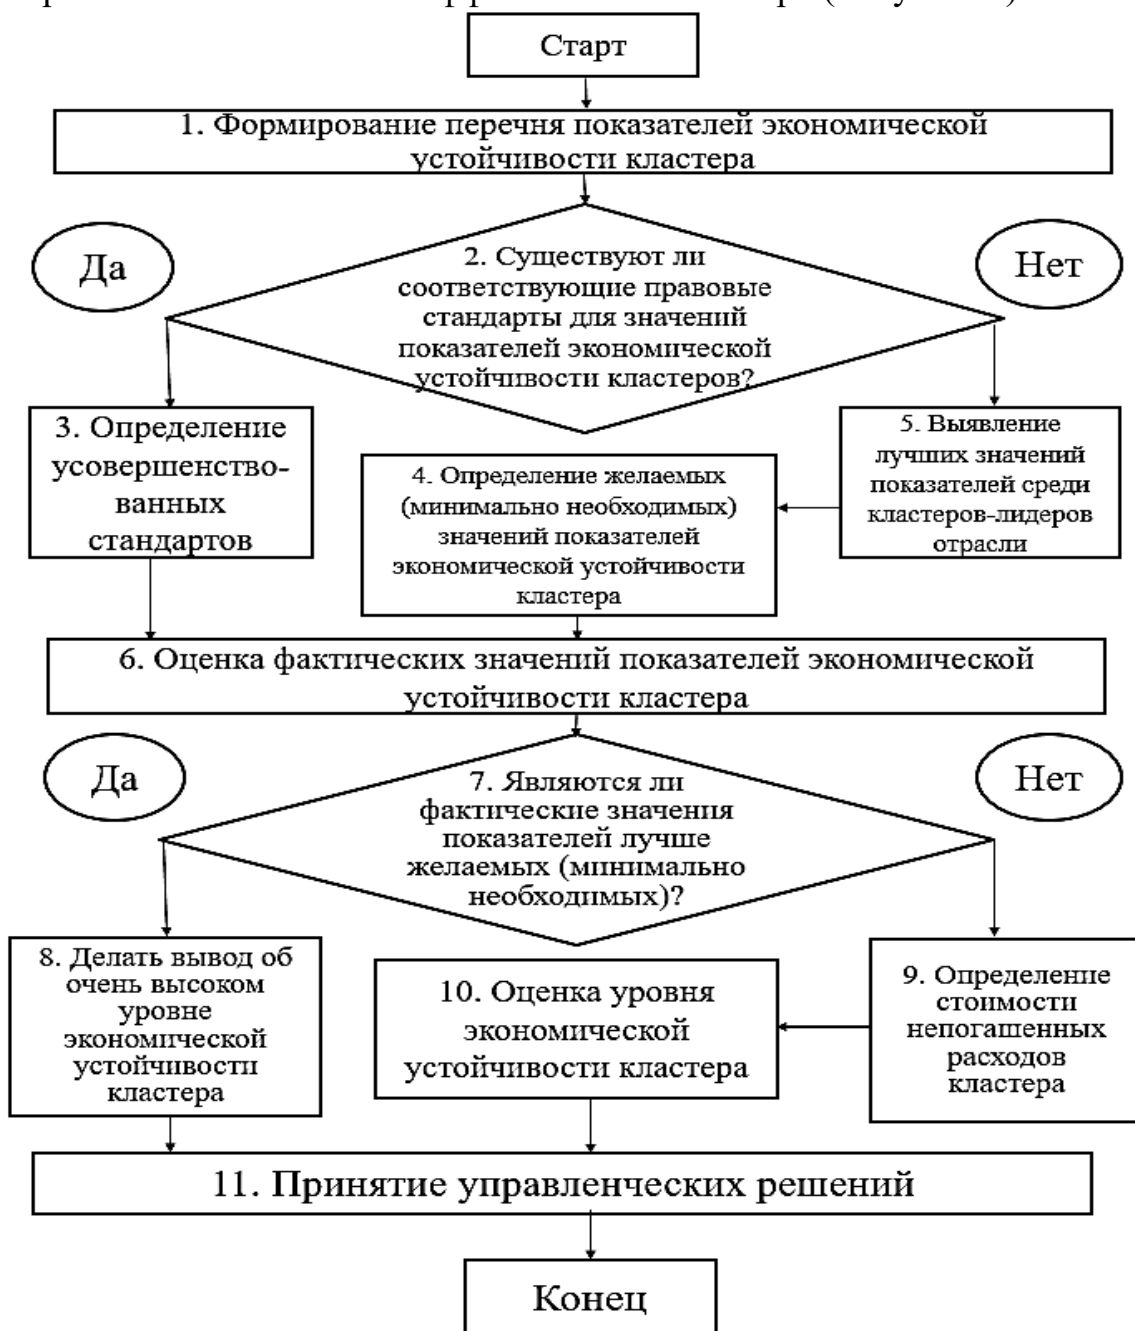 Старт
1. Формирование перечня показателей экономической
устойчивости кластера
Да
Нет
2. Существуют ли
соответствующие правовые
стандарты для значений
показателей экономической
устойчивости кластеров?
3. Определение
усовершенство-
ванных
стандартов
4. Определение желаемых
(минимально необходимых)
значений показателей
экономической устойчивости
кластера
5. Выявление
лучших значений
показателей среди
кластеров-лидеров
отрасли
6. Оценка фактических значений показателей экономической
устойчивости кластера
Да
Нет
7. Являются ли
фактические значения
показателей лучше
желаемых (минимально
необходимых)?
8. Делать вывод об
очень высоком
уровне
экономической
устойчивости
кластера
10. Оценка уровня
экономической
устойчивости кластера
9. Определение
стоимости
непогашенных
расходов
кластера
11. Принятие управленческих решений
Конец